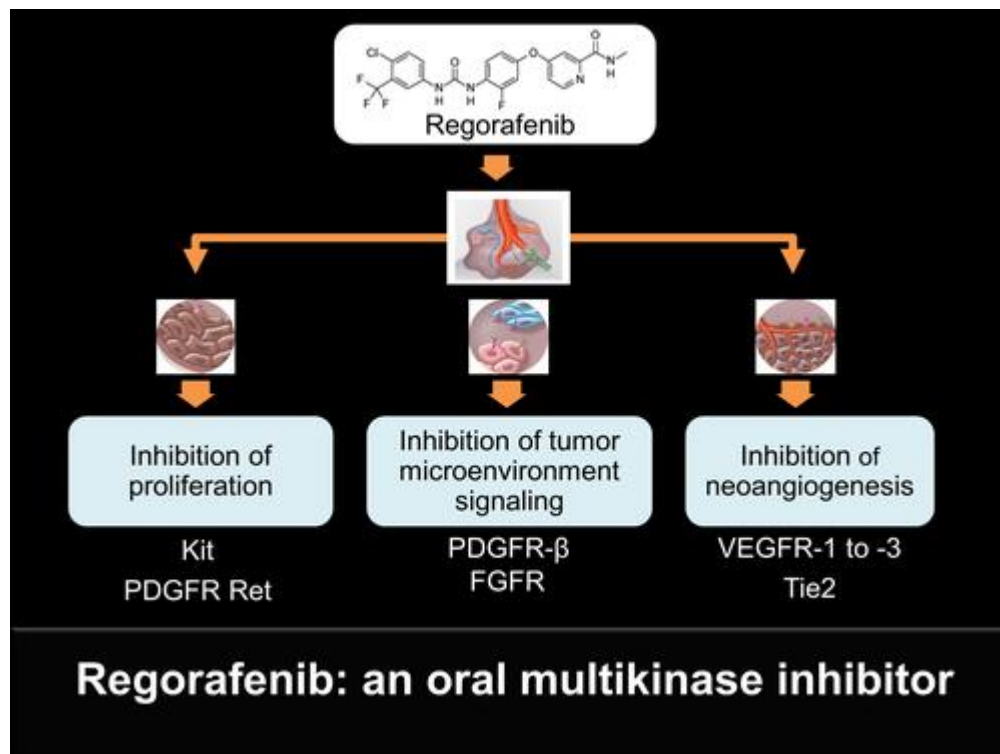 Cl
F
F
F
O
N
H
N
H
F
O
N
O
N
H
Regorafenib
Inhibition of
proliferation
Kit
PDGFR Ret
Inhibition of tumor
microenvironment
signaling
PDGFR-β
FGFR
Inhibition of
neoangiogenesis
VEGFR-1 to -3
Tie2
Regorafenib: an oral multikinase inhibitor